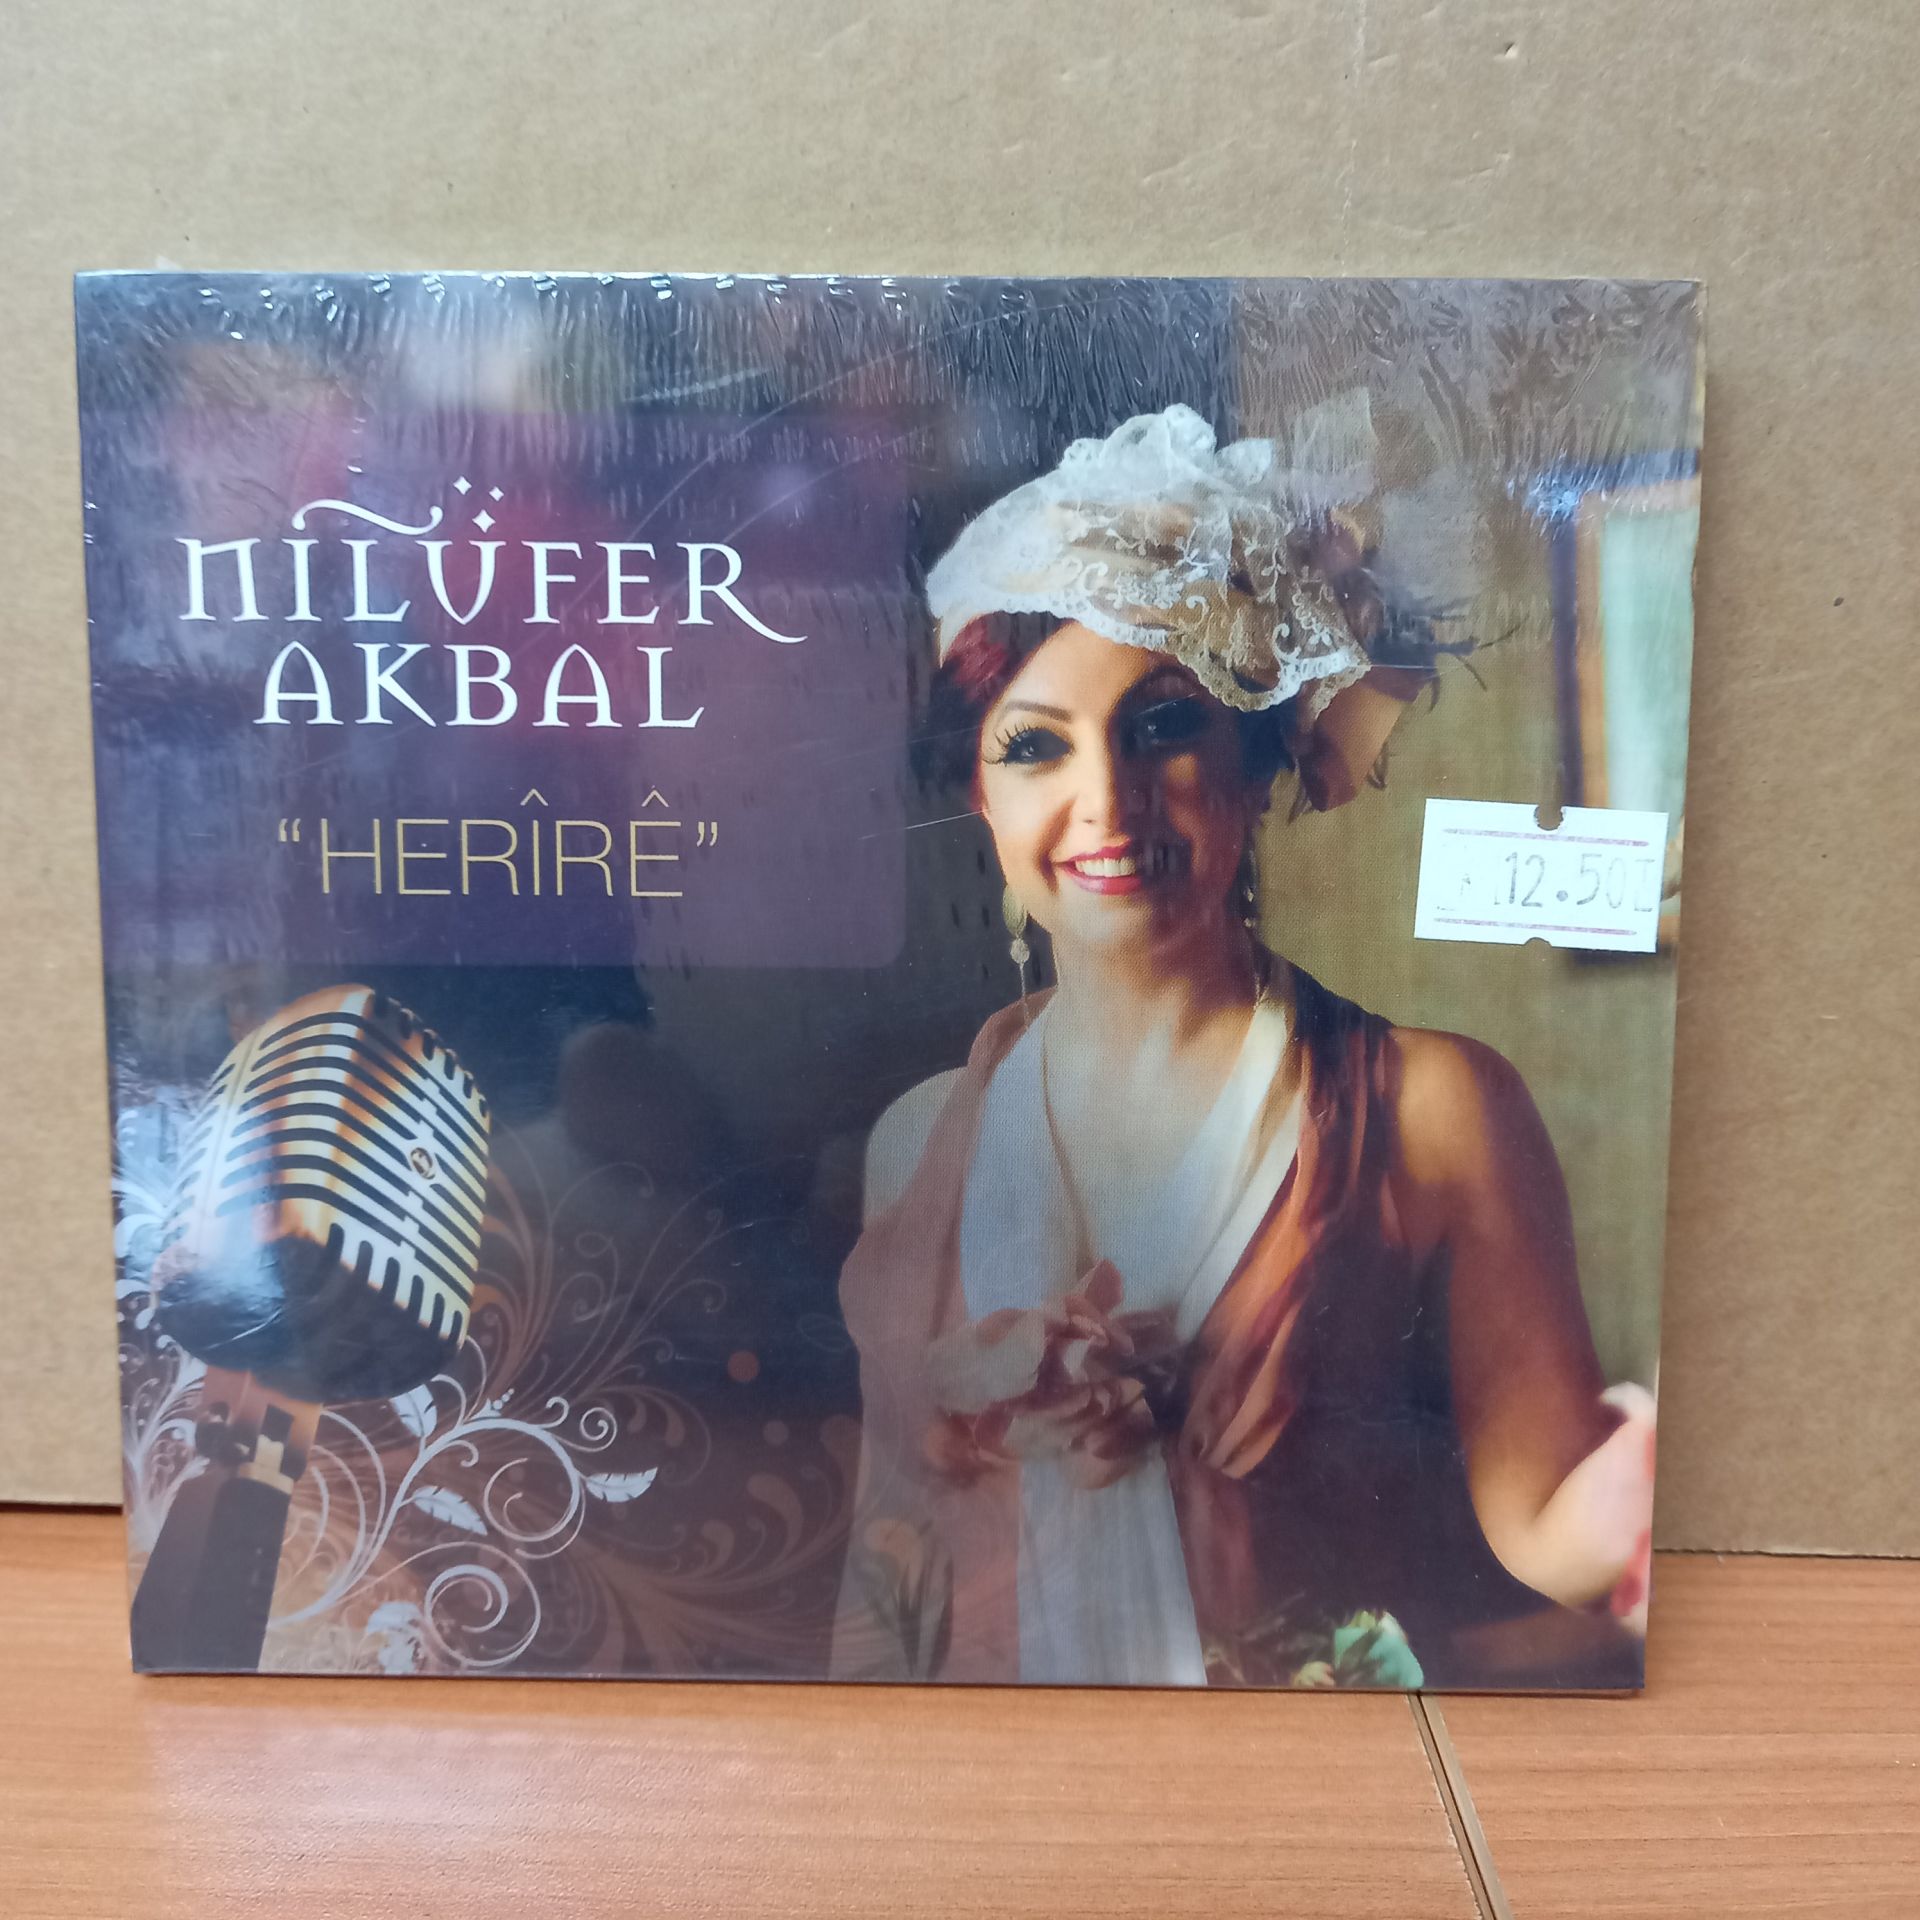 NILÜFER
AKBAL
"HERÎRÊ"
12.50